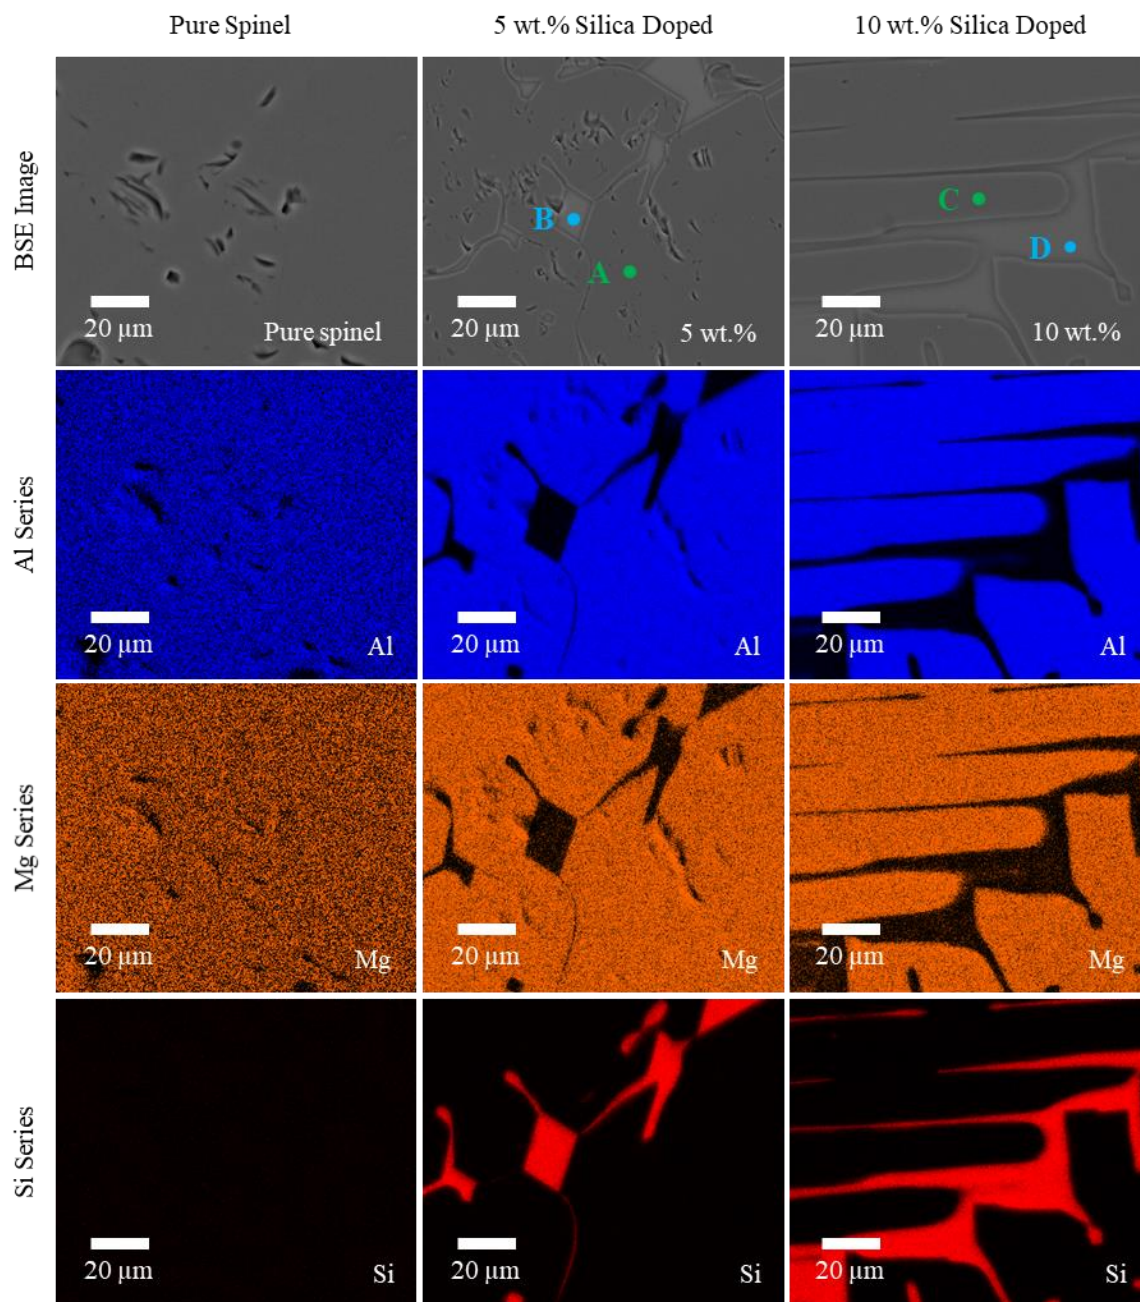 Pure Spinel
5 wt.% Silica Doped
10 wt.% Silica Doped
BSE Image
20 μm
Pure spinel
B
A
20 μm
5 wt.%
C
D
20 μm
10 wt.%
Al Series
20 μm
Al
20 μm
Al
20 μm
Al
Mg Series
20 μm
Mg
20 μm
Mg
20 μm
Mg
Si Series
20 μm
Si
20 μm
Si
20 μm
Si